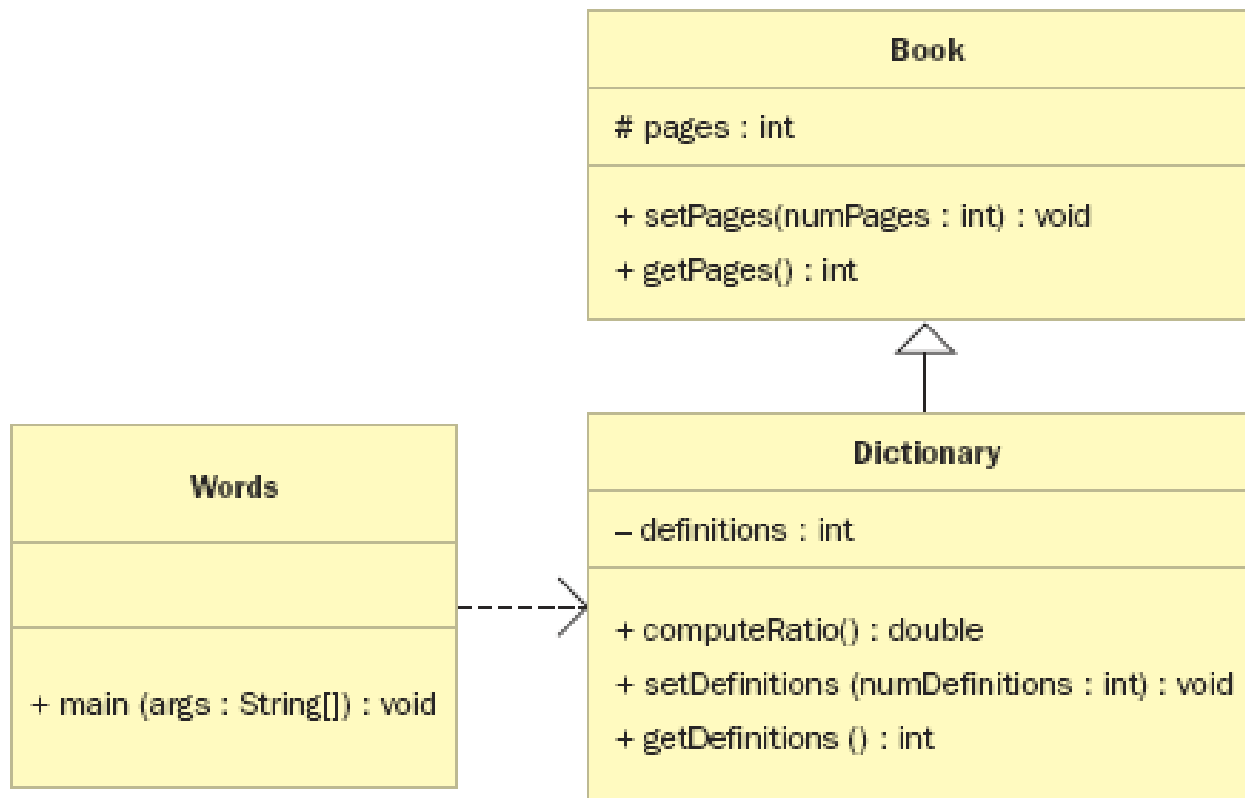 Book
# pages : int
+ setPages(numPages : int) : void
+ getPages() : int
Words
+ main (args : String[]) : void
Dictionary
– definitions : int
+ computeRatio() : double
+ setDefinitions (numDefinitions : int) : void
+ getDefinitions () : int